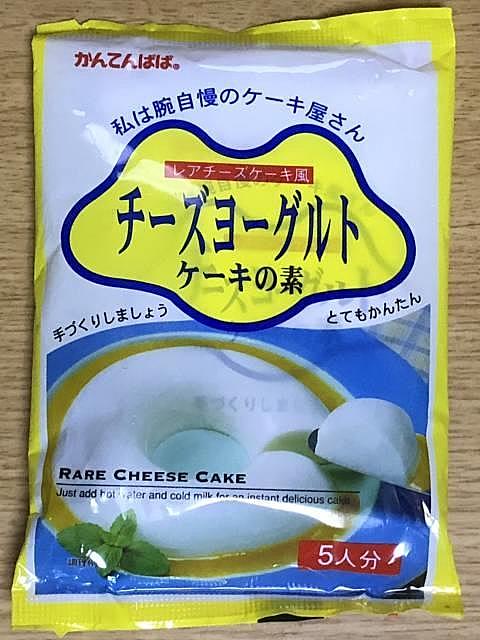 かんてんぱぱ®
私は腕自慢のケーキ屋さん
レアチーズケーキ風
チーズヨーグルト
ケーキの素
手づくりしましょう
とてもかんたん
RARE CHEESE CAKE
Just add hot water and cold milk for an instant delicious cake.
5人分